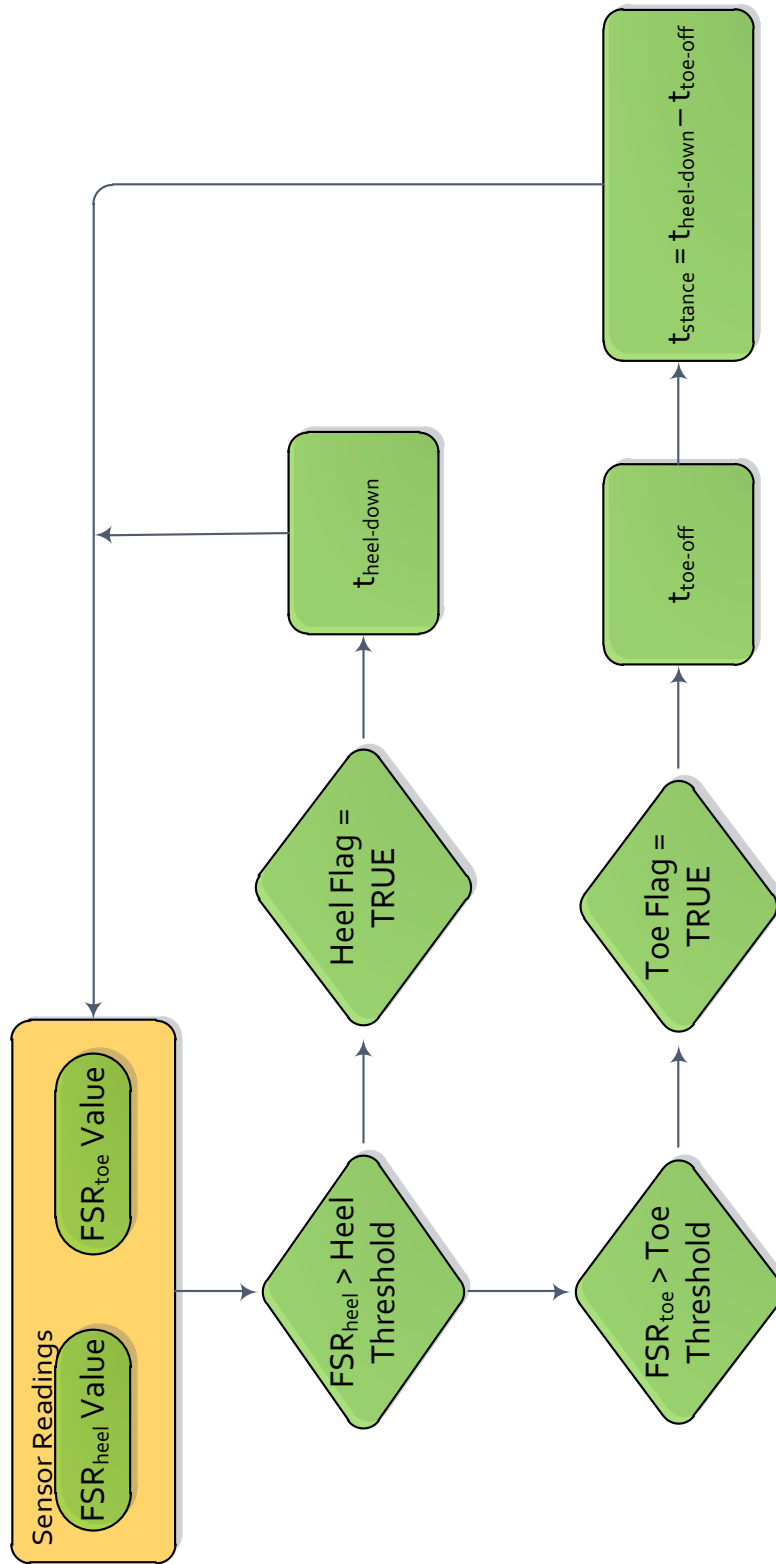 Sensor Readings
FSRheel Value
FSRtoe Value
FSRheel > Heel
Threshold
Heel Flag =
TRUE
theel-down
FSRtoe > Toe
Threshold
Toe Flag =
TRUE
ttoe-off
tstance = theel-down – ttoe-off